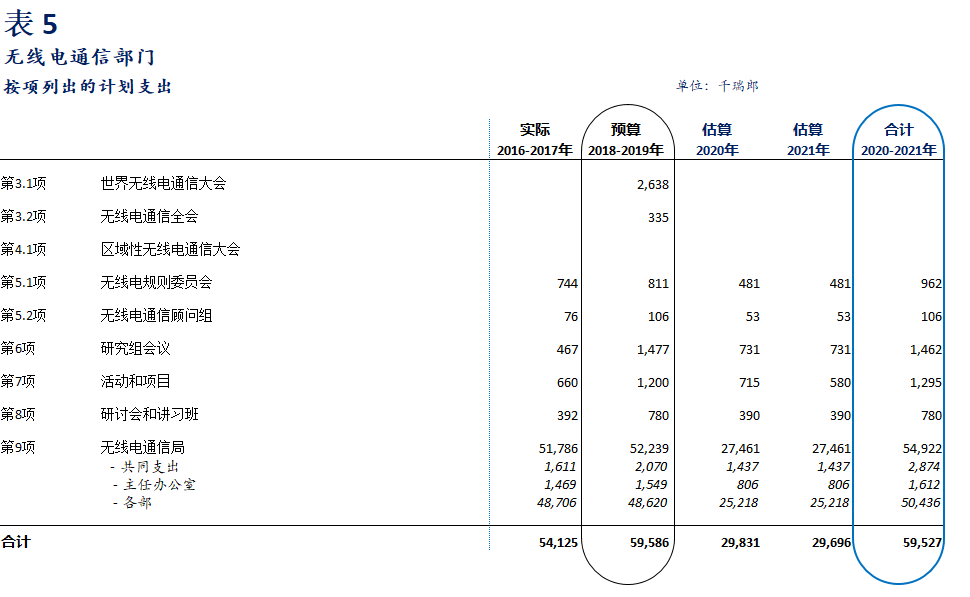 表 5
无线电通信部门
按项列出的计划支出 单位：千瑞郎
实际 预算 估算 估算 合计
2016-2017年 2018-2019年 2020年 2021年 2020-2021年
第3.1项 世界无线电通信大会 2,638
第3.2项 无线电通信全会 335
第4.1项 区域性无线电通信大会
第5.1项 无线电规则委员会 744 811 481 481 962
第5.2项 无线电通信顾问组 76 106 53 53 106
第6项 研究组会议 467 1,477 731 731 1,462
第7项 活动和项目 660 1,200 715 580 1,295
第8项 研讨会和讲习班 392 780 390 390 780
第9项 无线电通信局 51,786 52,239 27,461 27,461 54,922
- 共同支出 1,611 2,070 1,437 1,437 2,874
- 主任办公室 1,469 1,549 806 806 1,612
- 各部 48,706 48,620 25,218 25,218 50,436
合计 54,125 59,586 29,831 29,696 59,527